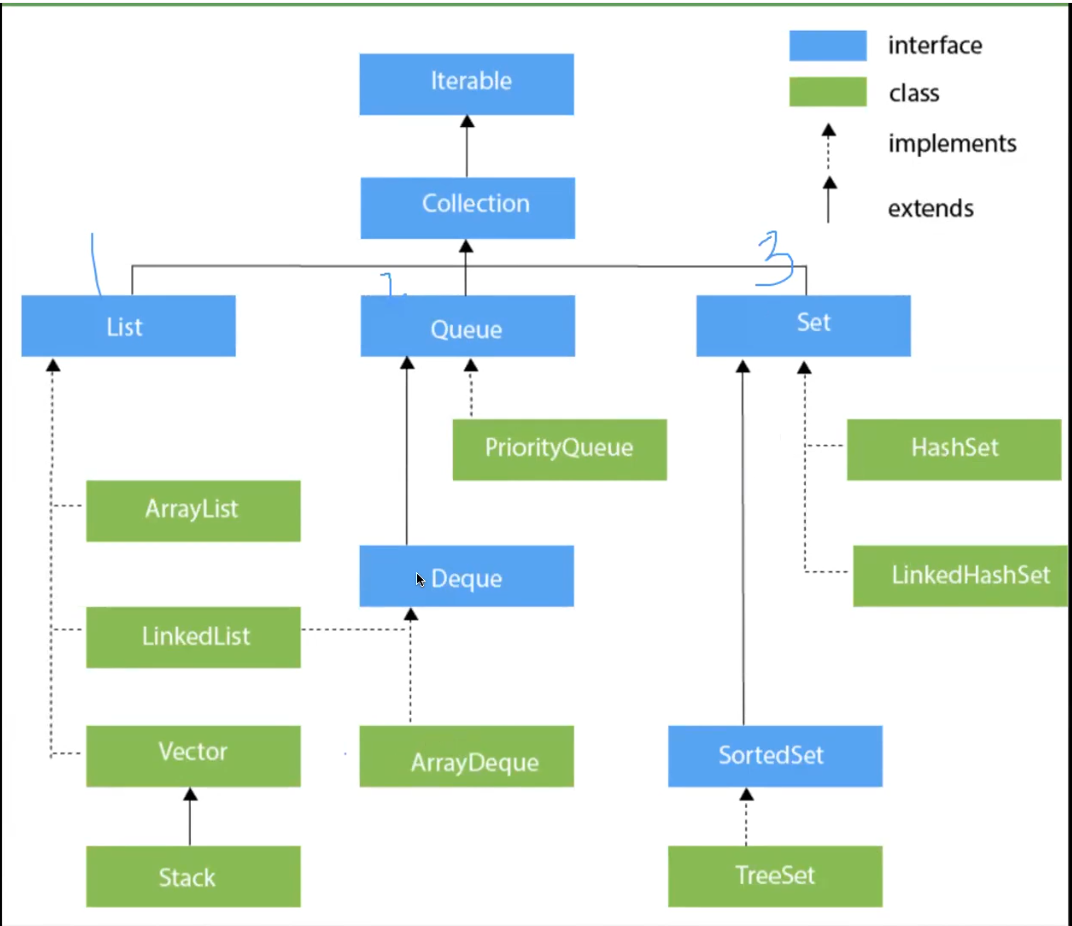 interface
Iterable
class
implements
Collection
extends
1
2
3
List
Queue
Set
PriorityQueue
HashSet
ArrayList
Deque
LinkedHashSet
LinkedList
Vector
ArrayDeque
SortedSet
Stack
TreeSet